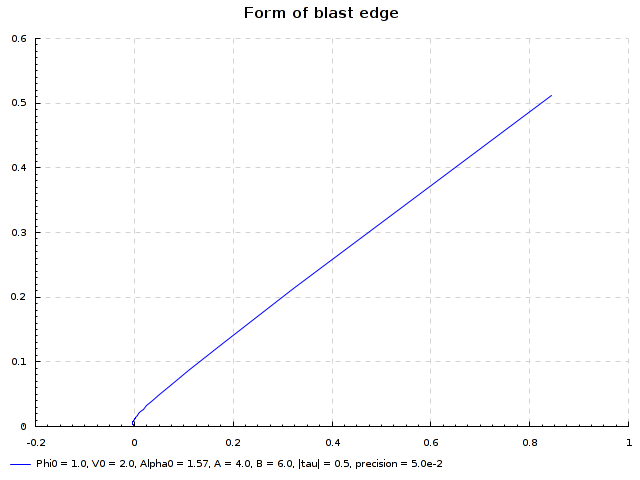 Form of blast edge
0.6
0.5
0.4
0.3
0.2
0.1
0
-0.2 0 0.2 0.4 0.6 0.8 1
Phi0 = 1.0, V0 = 2.0, Alpha0 = 1.57, A = 4.0, B = 6.0, |tau| = 0.5, precision = 5.0e-2